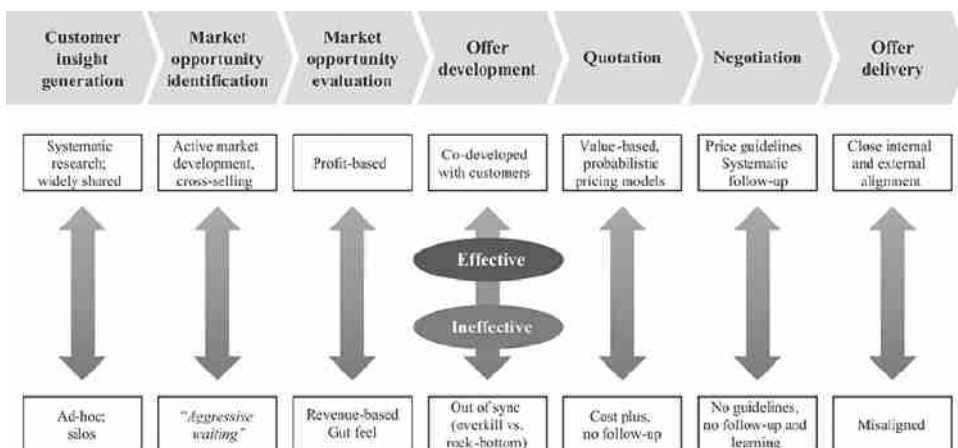 Customer
insight
generation
Market
opportunity
identification
Market
opportunity
evaluation
Offer
development
Quotation
Negotiation
Offer
delivery
Systematic
research;
widely shared
Active market
development,
cross-selling
Profit-based
Co-developed
with customers
Value-based,
probabilistic
pricing models
Price guidelines
Systematic
follow-up
Close internal
and external
alignment
Effective
Ineffective
Ad-hoc;
silos
"Aggressive
waiting"
Revenue-based
Gut feel
Out of sync
(overkill vs.
rock-bottom)
Cost plus,
no follow-up
No guidelines,
no follow-up and
learning
Misaligned